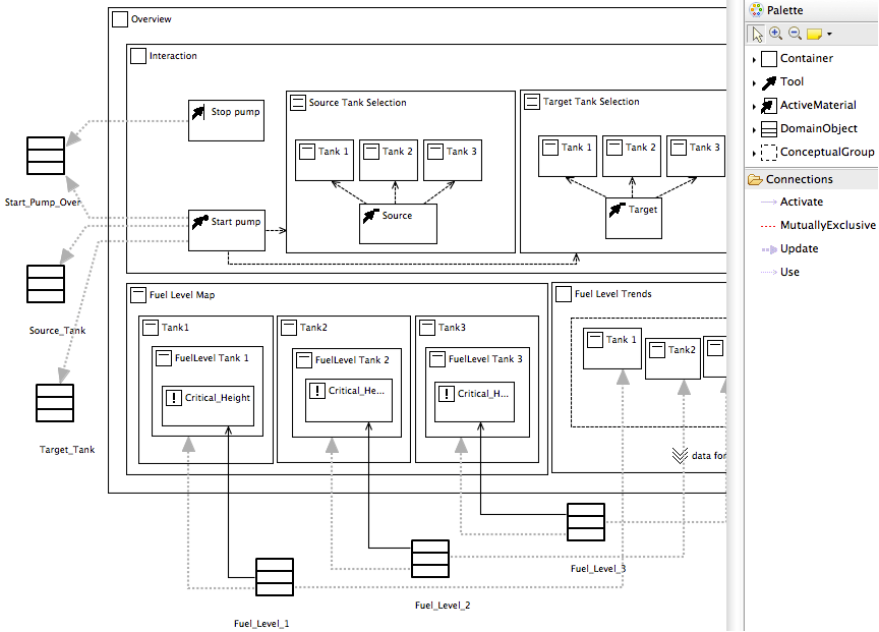 Overview
Interaction
Stop pump
Source Tank Selection
Tank 1
Tank 2
Tank 3
Source
Target Tank Selection
Tank 1
Tank 2
Tank 3
Target
Start pump
Start_Pump_Over
Source_Tank
Target_Tank
Fuel Level Map
Tank1
FuelLevel Tank 1
! Critical_Height
Tank2
FuelLevel Tank 2
! Critical_He...
Tank3
FuelLevel Tank 3
! Critical_H...
Fuel Level Trends
Tank 1
Tank2
data for
Fuel_Level_1
Fuel_Level_2
Fuel_Level_3
Palette
Container
Tool
ActiveMaterial
DomainObject
ConceptualGroup
Connections
Activate
MutuallyExclusive
Update
Use